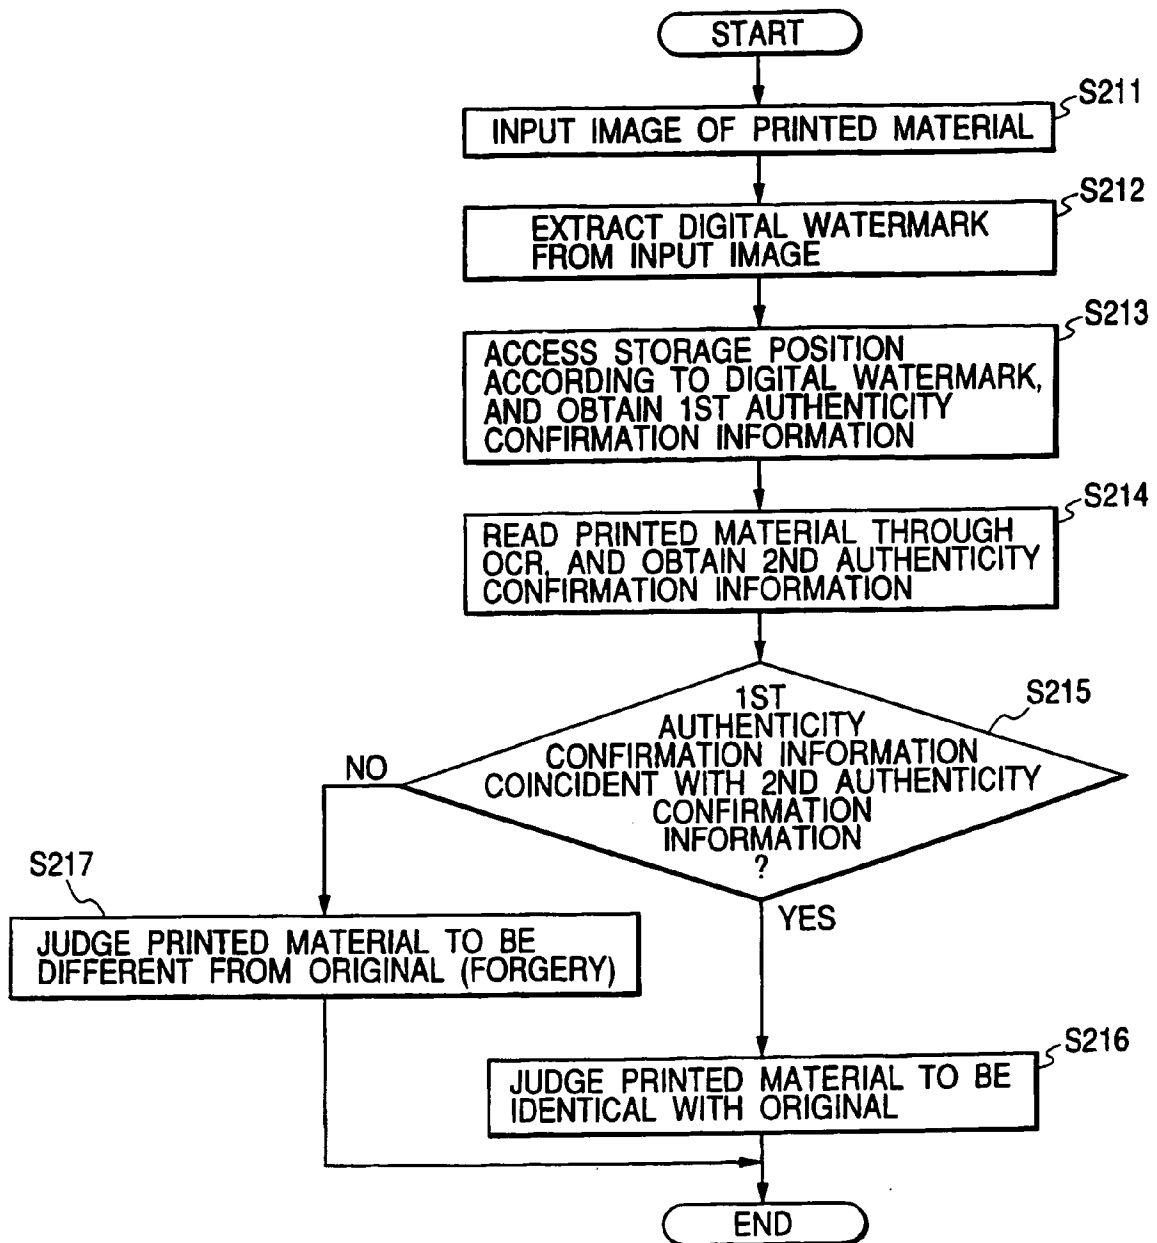 START
S211
INPUT IMAGE OF PRINTED MATERIAL
S212
EXTRACT DIGITAL WATERMARK
FROM INPUT IMAGE
S213
ACCESS STORAGE POSITION
ACCORDING TO DIGITAL WATERMARK,
AND OBTAIN 1ST AUTHENTICITY
CONFIRMATION INFORMATION
S214
READ PRINTED MATERIAL THROUGH
OCR, AND OBTAIN 2ND AUTHENTICITY
CONFIRMATION INFORMATION
S215
1ST
AUTHENTICITY
CONFIRMATION INFORMATION
COINCIDENT WITH 2ND AUTHENTICITY
CONFIRMATION
INFORMATION
?
NO
YES
S217
JUDGE PRINTED MATERIAL TO BE
DIFFERENT FROM ORIGINAL (FORGERY)
S216
JUDGE PRINTED MATERIAL TO BE
IDENTICAL WITH ORIGINAL
END